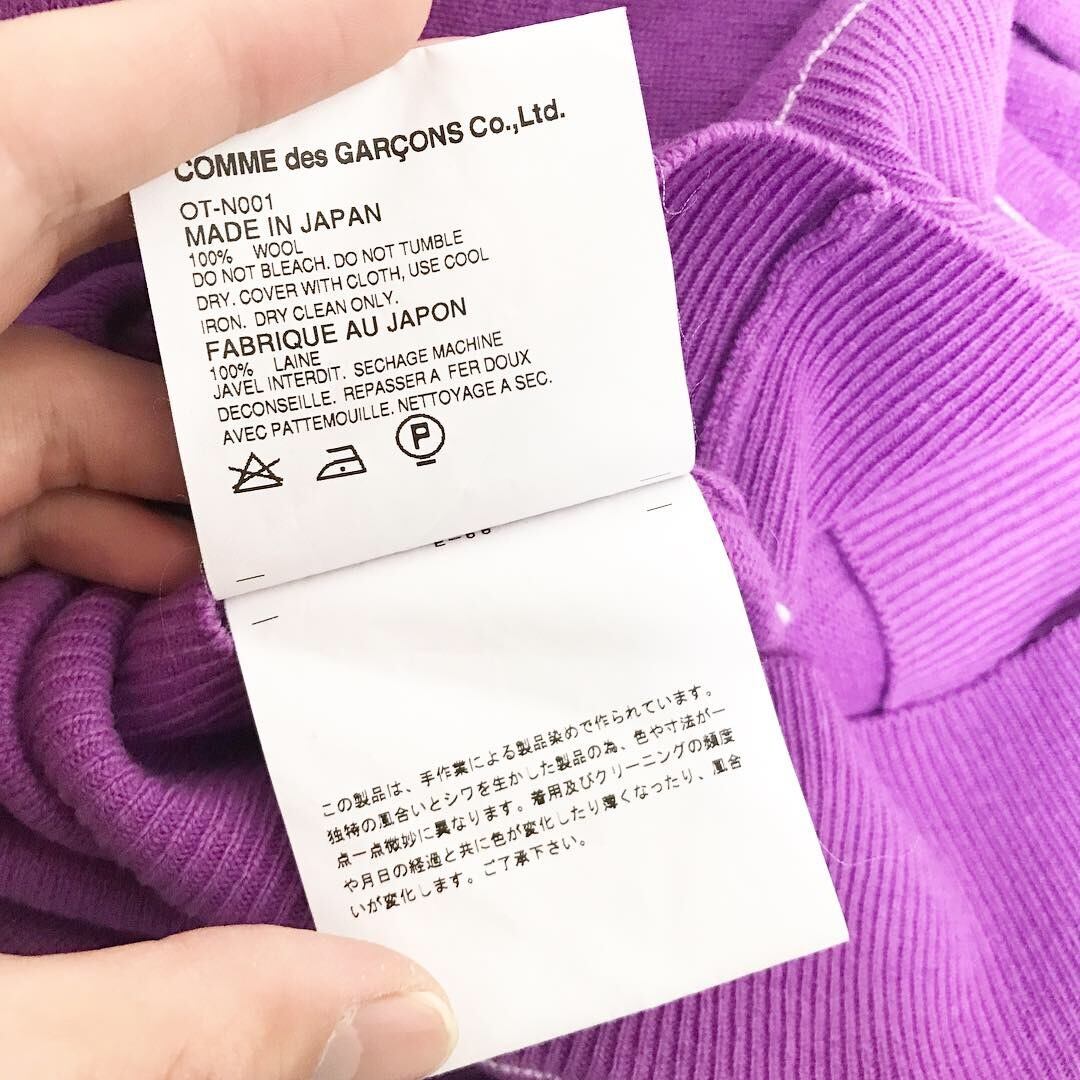 COMME des GARÇONS Co.,Ltd.
OT-N001
MADE IN JAPAN
100% WOOL
DO NOT BLEACH. DO NOT TUMBLE
DRY. COVER WITH CLOTH, USE COOL
IRON. DRY CLEAN ONLY.
FABRIQUE AU JAPON
100% LAINE
JAVEL INTERDIT. SECHAGE MACHINE
DECONSEILLE. REPASSER A FER DOUX
AVEC PATTEMOUILLE. NETTOYAGE A SEC.
P
この製品は、手作業による製品染めで作られています。
独特の風合いとシワを生かした製品の為、色や寸法が一
点一点微妙に異なります。着用及びクリーニングの頻度
や月日の経過と共に色が変化したり薄くなったり、風合
いが変化します。ご了承下さい。